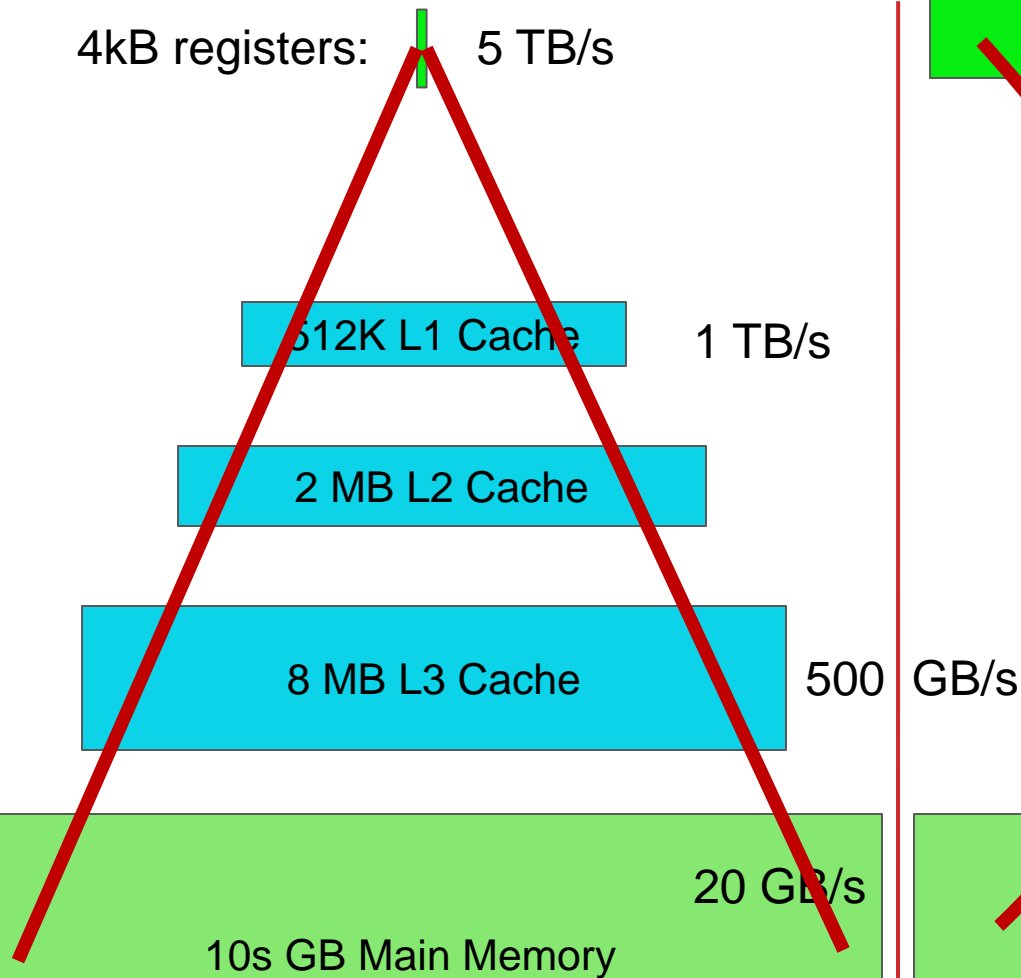 4kB registers: 5 TB/s
512K L1 Cache 1 TB/s
2 MB L2 Cache
8 MB L3 Cache 500 GB/s
20 GB/s
10s GB Main Memory